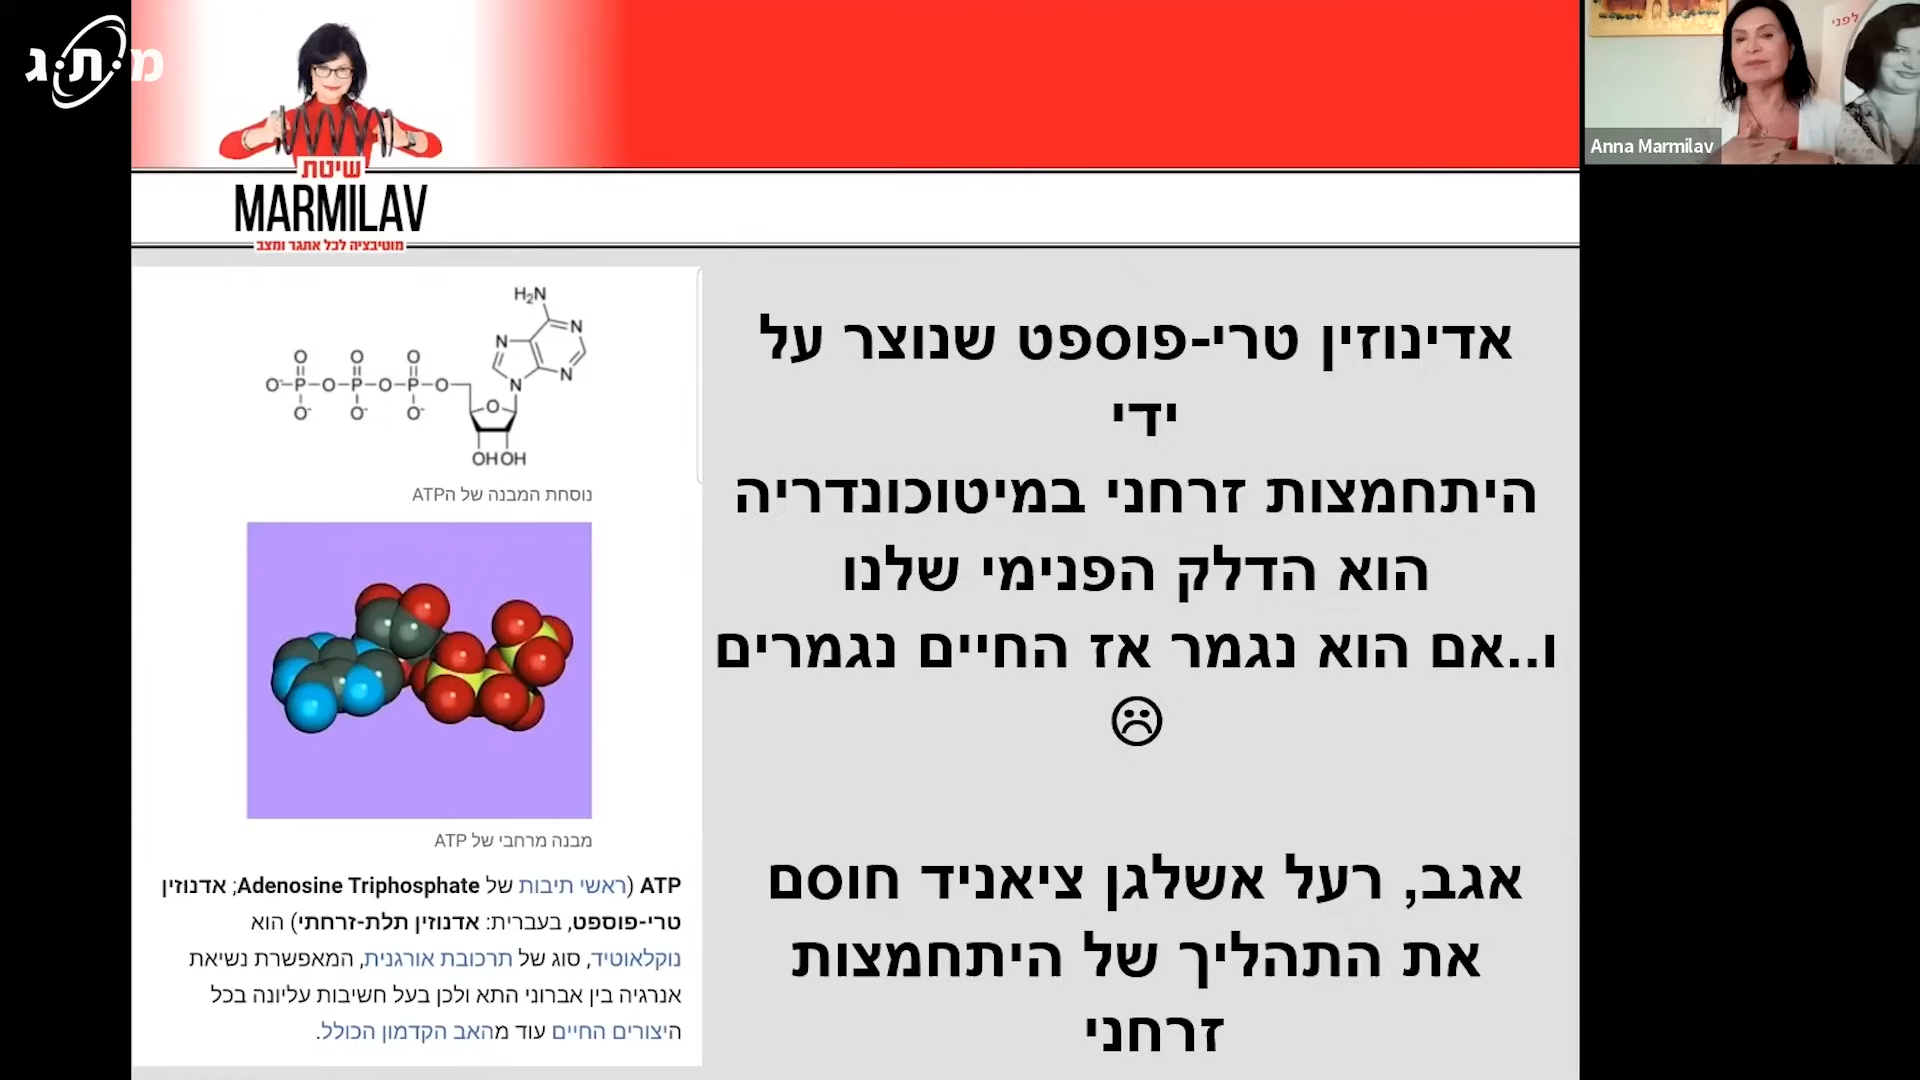 מ.ת.ג
לפני
Anna Marmilav
שיטת
MARMILAV
מוטיבציה לכל אתגר ומצב
אדינוזין טרי-פוספט שנוצר על
ידי
היתחמצות זרחני במיטוכונדריה
הוא הדלק הפנימי שלנו
ו..אם הוא נגמר אז החיים נגמרים
☹
אגב, רעל אשלגן ציאניד חוסם
את התהליך של היתחמצות
זרחני
H₂N
N
N
N
N
O O O
O⁻ P O P O P O
O⁻ O⁻ O⁻
O
OH OH
נוסחת המבנה של הATP
מבנה מרחבי של ATP
ATP (ראשי תיבות של Adenosine Triphosphate; אדנוזין
טרי-פוספט, בעברית: אדנוזין תלת-זרחתי) הוא
נוקלאוטיד, סוג של תרכובת אורגנית, המאפשרת נשיאת
אנרגיה בין אברוני התא ולכן בעל חשיבות עליונה בכל
היצורים החיים עוד מהאב הקדמון הכולל.